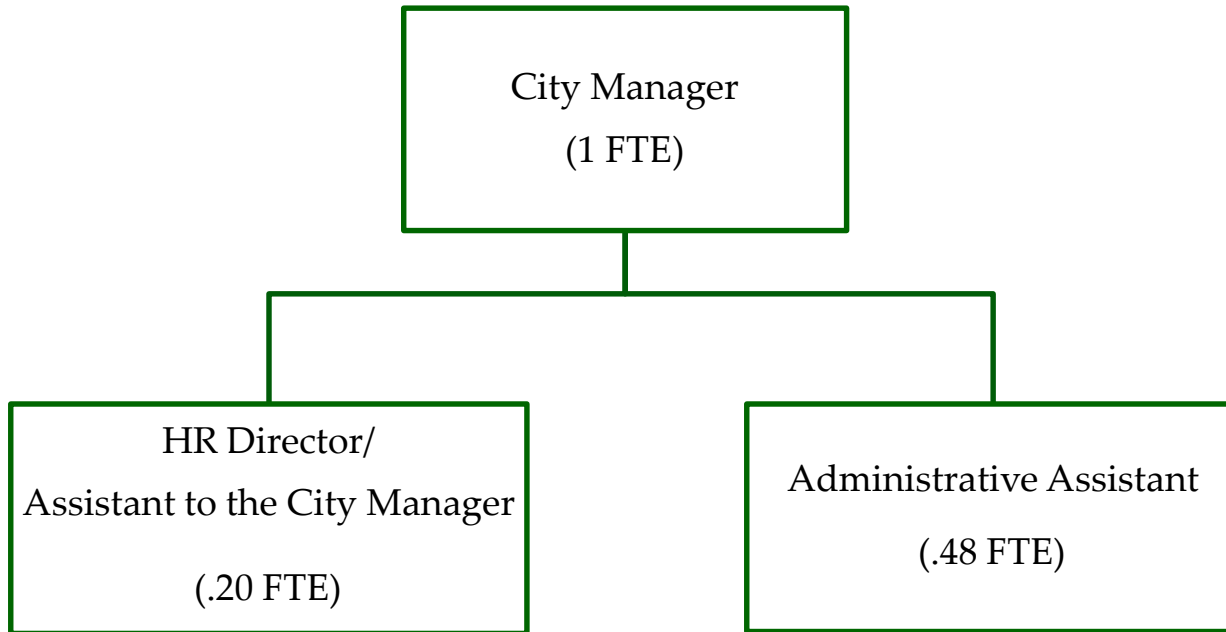 City Manager
(1 FTE)
HR Director/
Assistant to the City Manager
(.20 FTE)
Administrative Assistant
(.48 FTE)